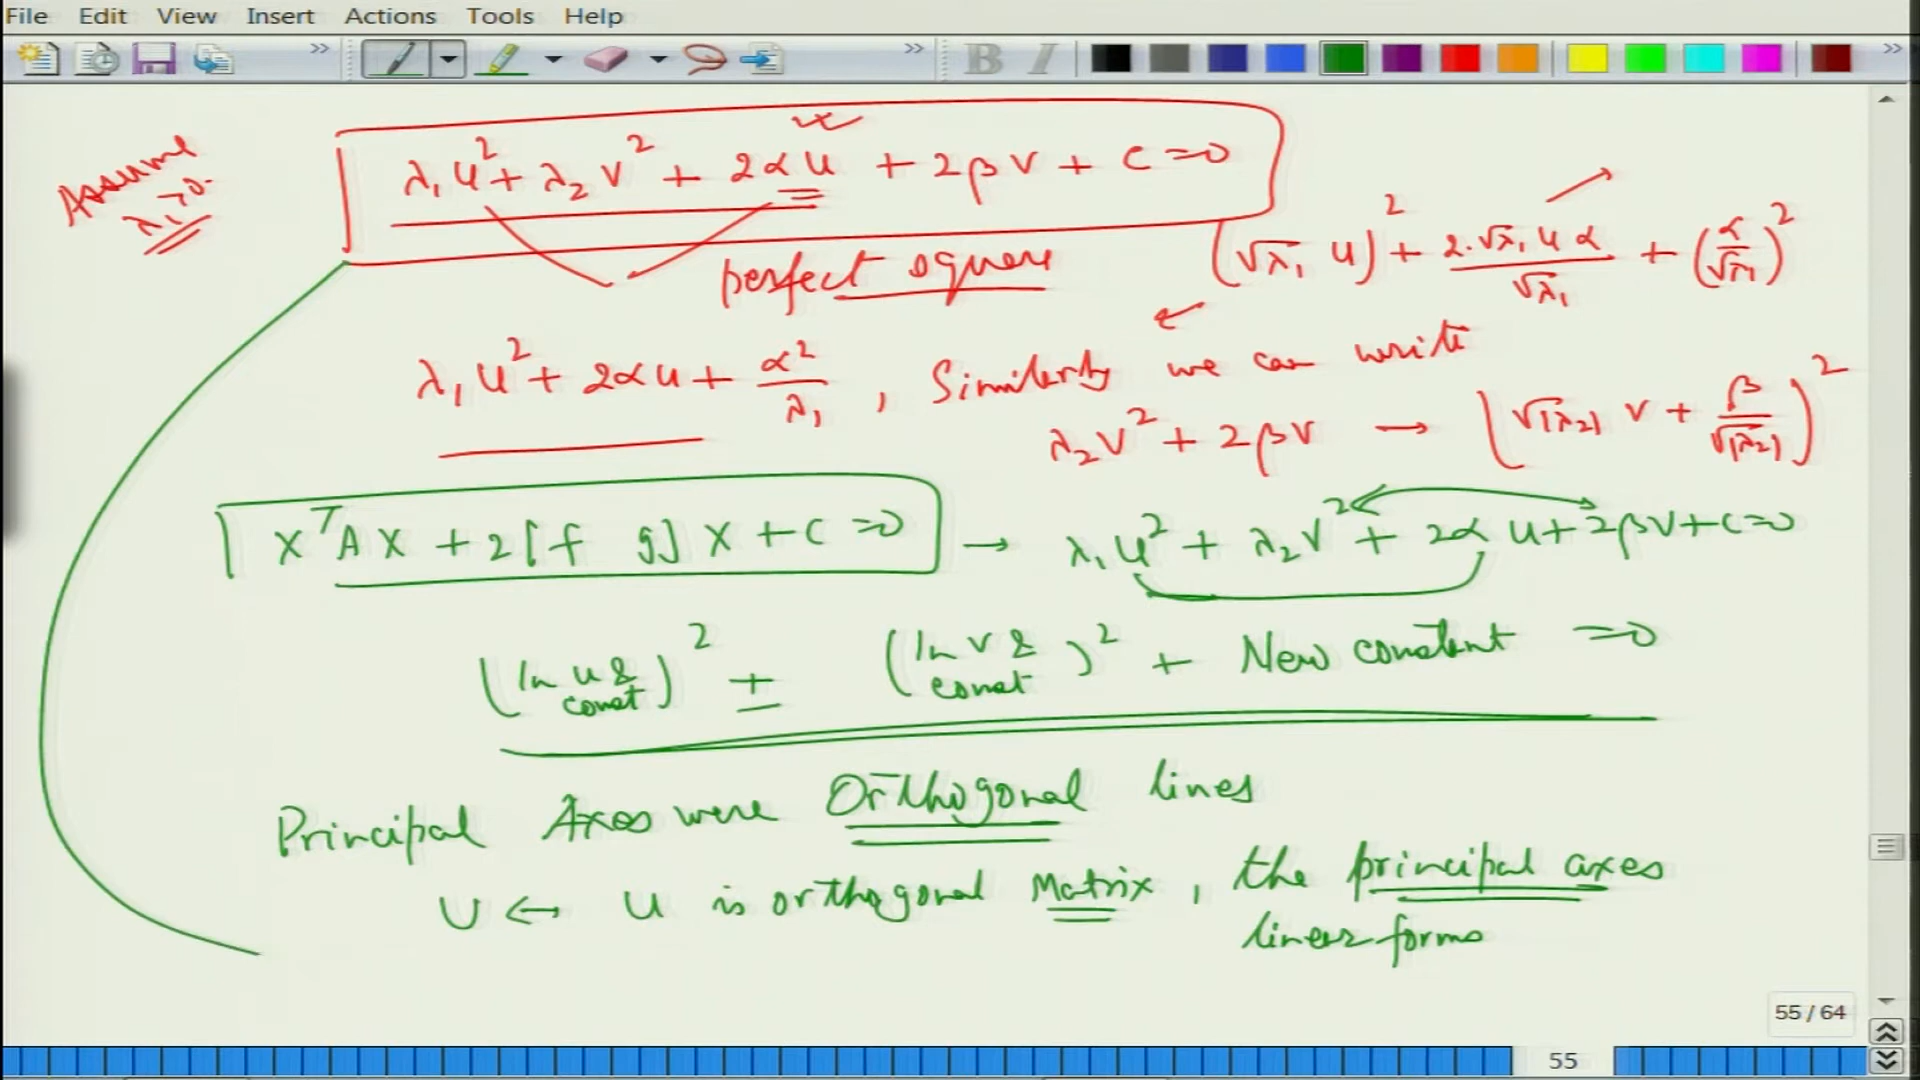 File Edit View Insert Actions Tools Help
B I
Assume
λ₁>0.
λ₁u² + λ₂v² + 2αu + 2βv + c=0
perfect square
(√λ₁ u)² + 2·√λ₁ u α / √λ₁ + (α/√λ₁)²
λ₁u² + 2αu + α²/λ₁ , Similarly we can write
λ₂v² + 2βv → (√|λ₂| v + β/√|λ₂|)²
XᵀAX + 2[f g]X + c=0 → λ₁u² + λ₂v² + 2αu + 2βv + c=0
(In u & const)² ± (In v & const)² + New constant =0
Principal Axes were Orthogonal lines
U ↔ U is orthogonal Matrix, the principal axes
linear forms
55 / 64
55